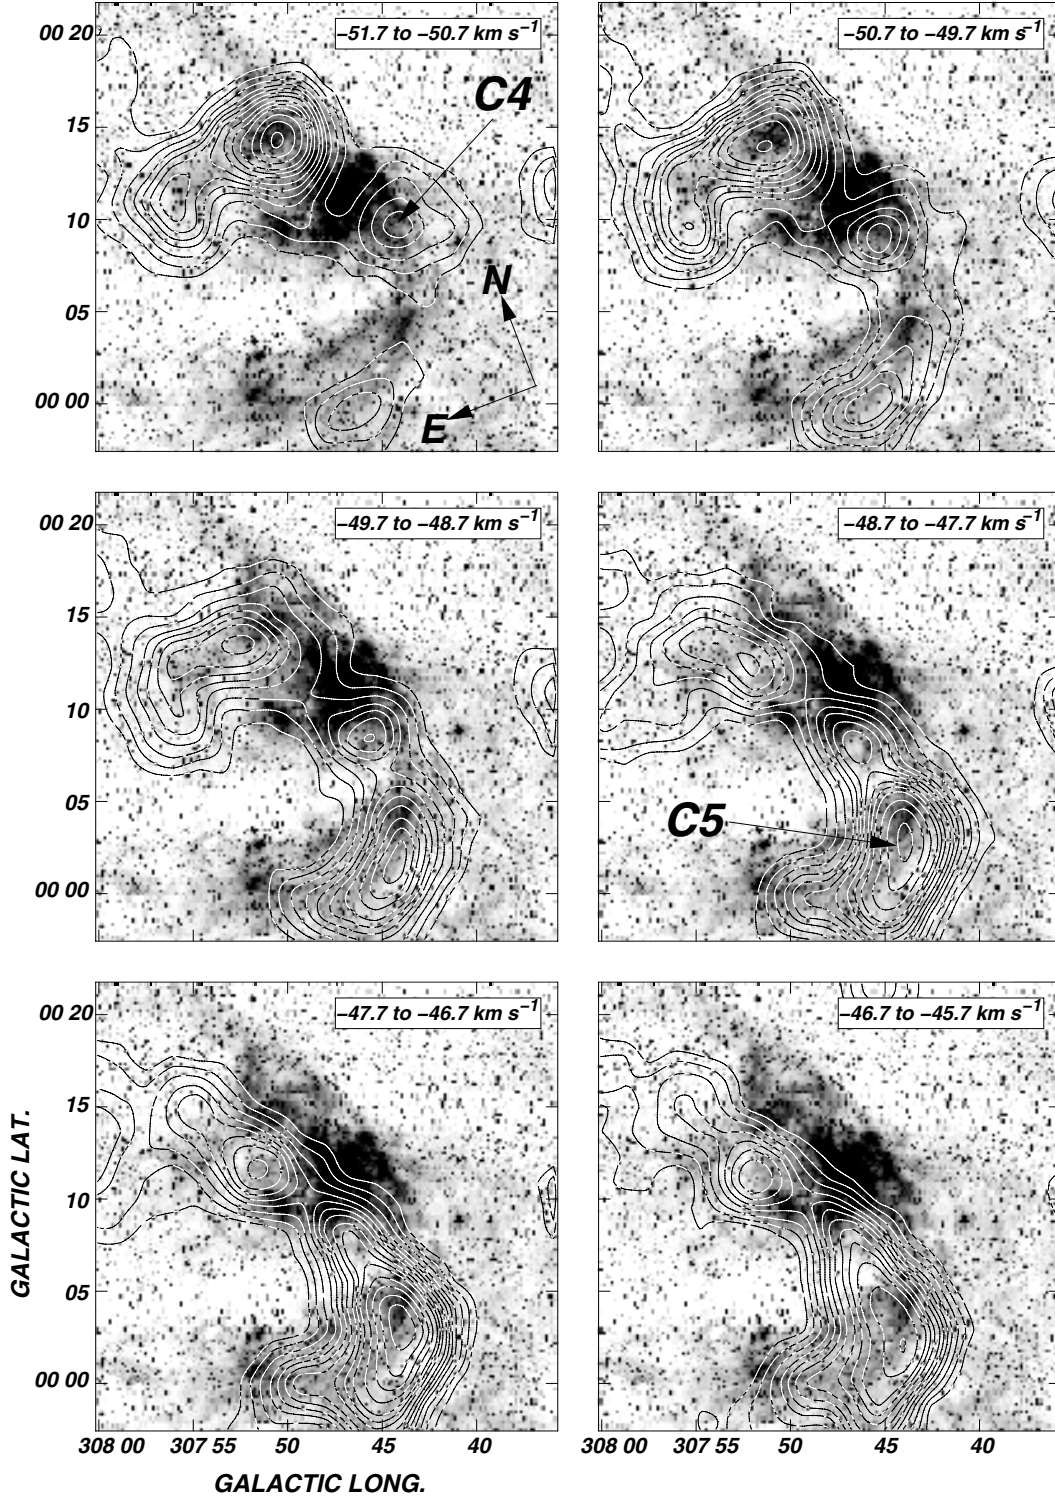 −51.7 to −50.7 km s⁻¹
−50.7 to −49.7 km s⁻¹
00 20
C4
15
10
N
05
00 00
E
−49.7 to −48.7 km s⁻¹
−48.7 to −47.7 km s⁻¹
00 20
15
10
05
C5
00 00
−47.7 to −46.7 km s⁻¹
−46.7 to −45.7 km s⁻¹
00 20
15
GALACTIC LAT.
10
05
00 00
308 00 307 55 50 45 40
308 00 307 55 50 45 40
GALACTIC LONG.